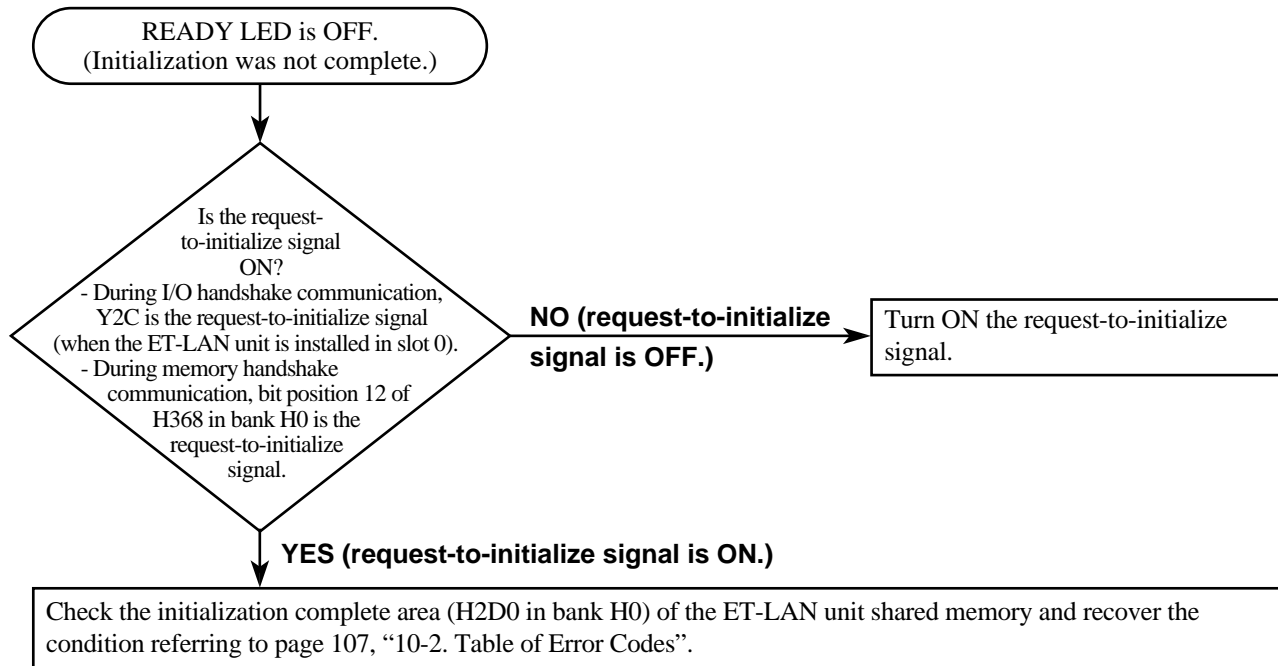 READY LED is OFF.
(Initialization was not complete.)
Is the request-
to-initialize signal
ON?
- During I/O handshake communication,
Y2C is the request-to-initialize signal
(when the ET-LAN unit is installed in slot 0).
- During memory handshake
communication, bit position 12 of
H368 in bank H0 is the
request-to-initialize
signal.
NO (request-to-initialize
signal is OFF.)
Turn ON the request-to-initialize
signal.
YES (request-to-initialize signal is ON.)
Check the initialization complete area (H2D0 in bank H0) of the ET-LAN unit shared memory and recover the
condition referring to page 107, “10-2. Table of Error Codes”.